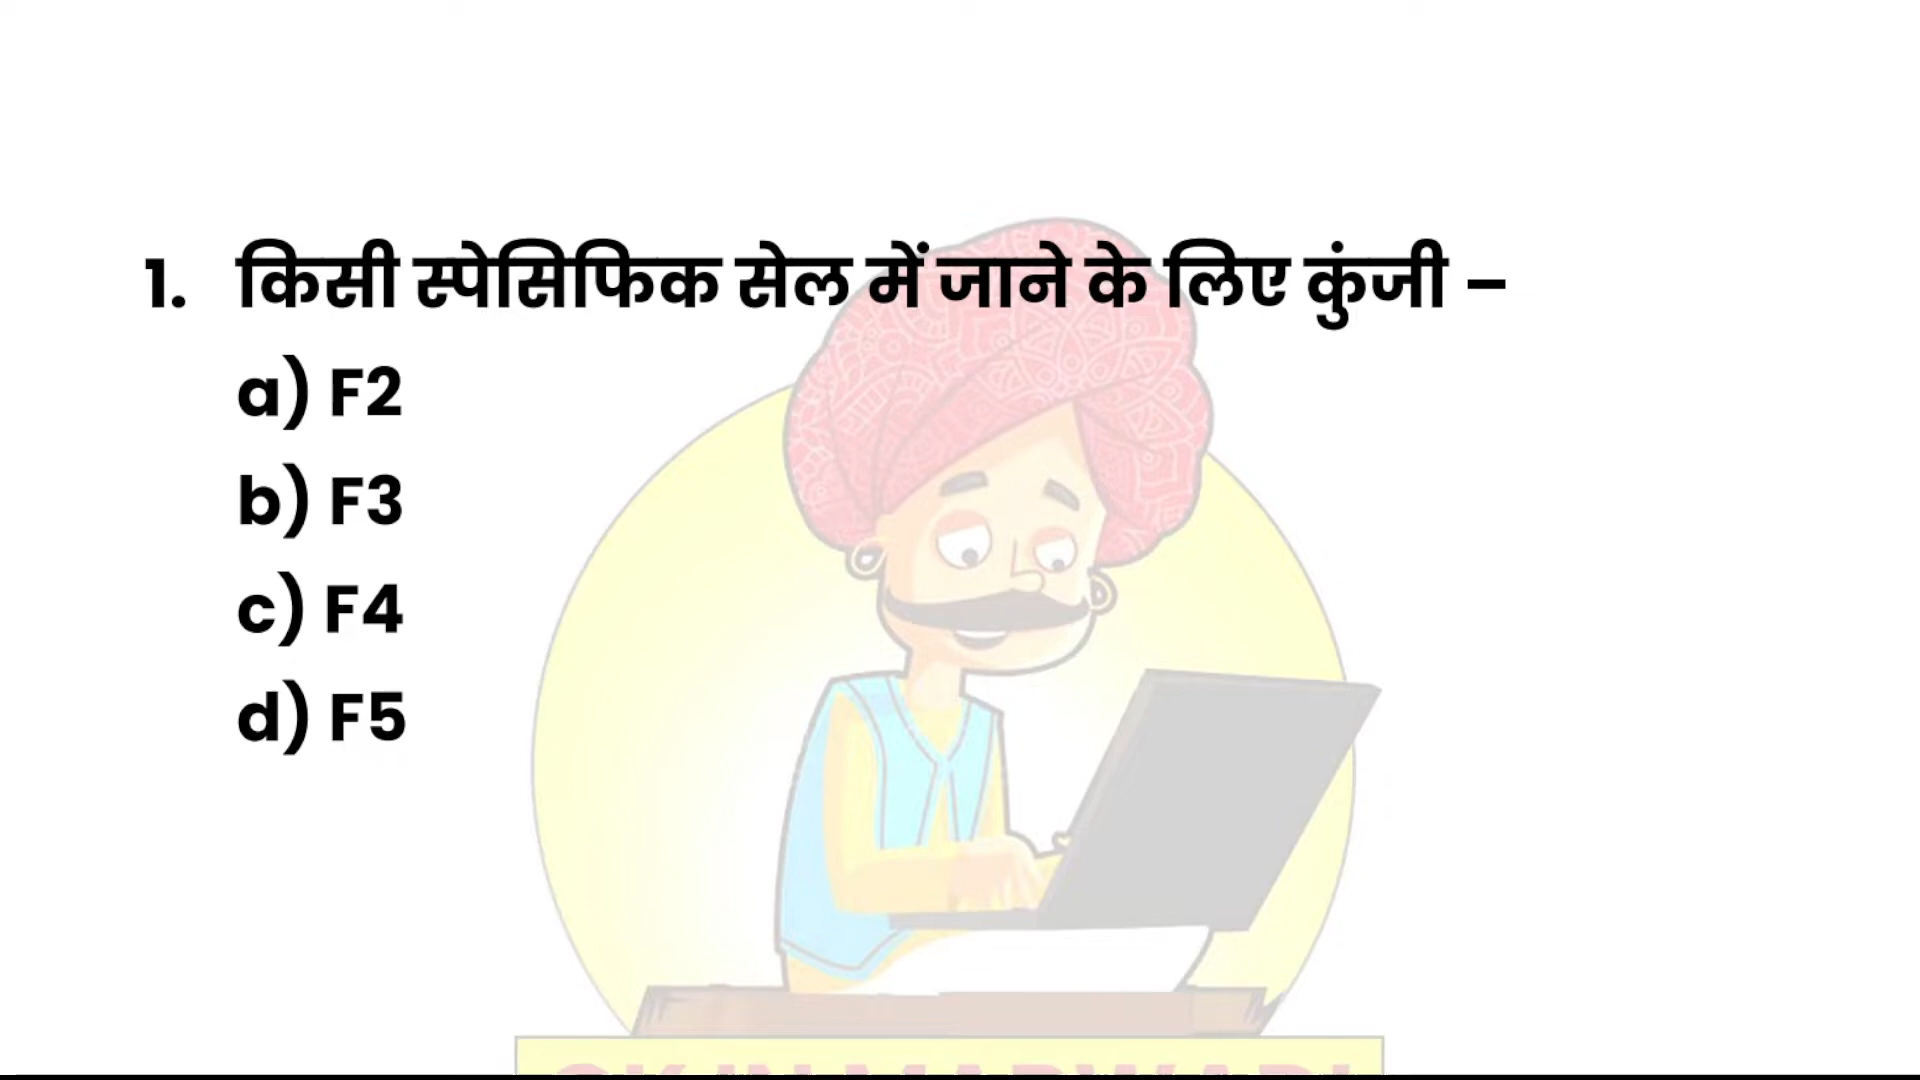 1. किसी स्पेसिफिक सेल में जाने के लिए कुंजी –
a) F2
b) F3
c) F4
d) F5